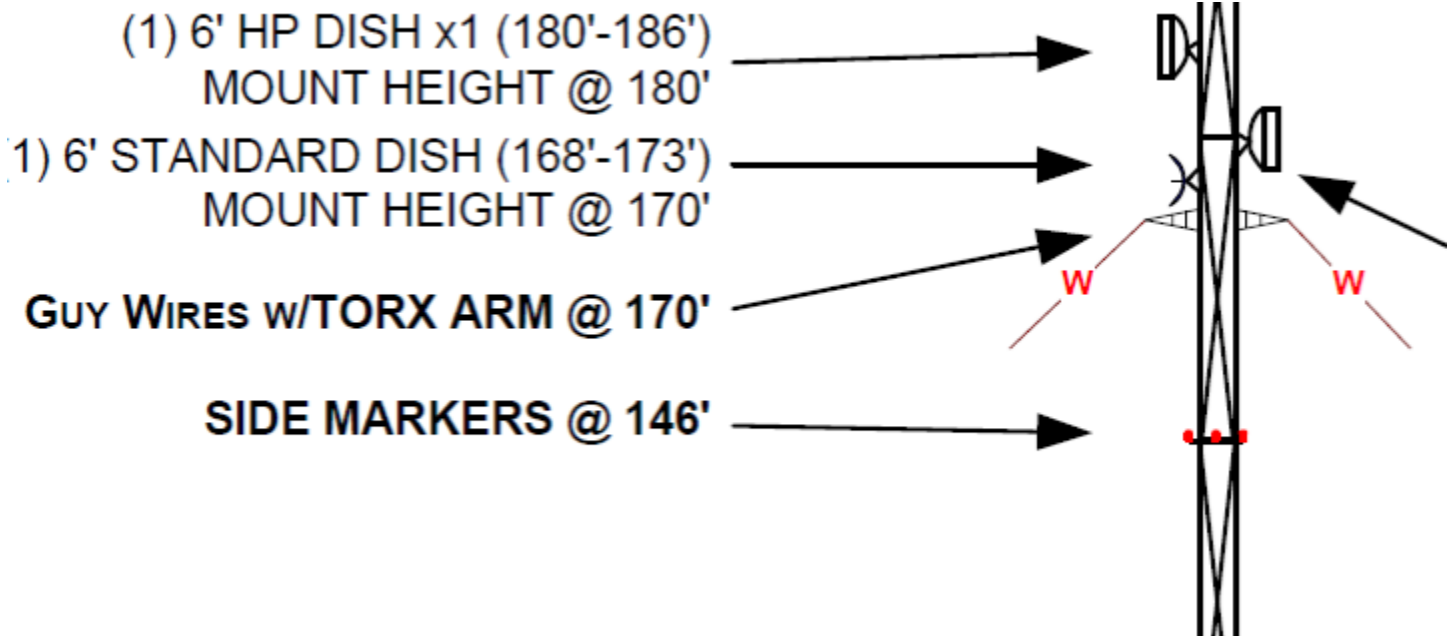 (1) 6' HP DISH x1 (180'-186')
MOUNT HEIGHT @ 180'
1) 6' STANDARD DISH (168'-173')
MOUNT HEIGHT @ 170'
GUY WIRES W/TORX ARM @ 170'
W W
SIDE MARKERS @ 146'